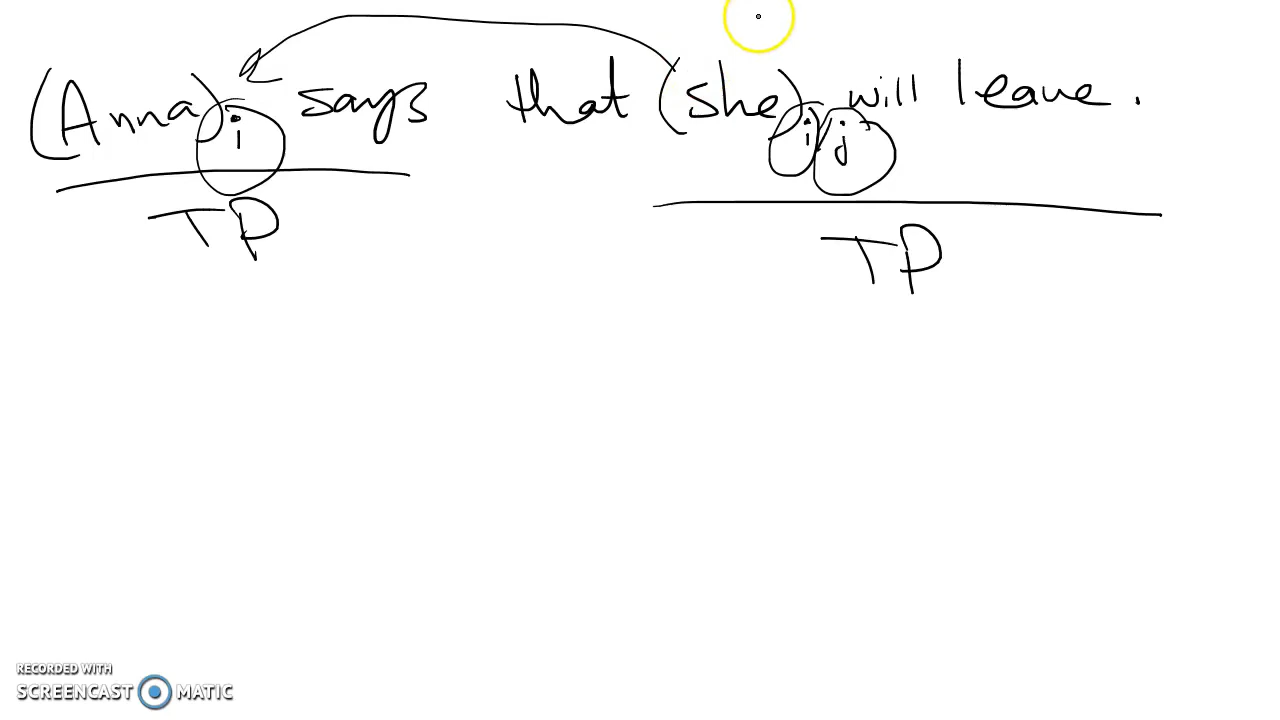 (Anna)i says that (she)i/j will leave.
TP
TP
RECORDED WITH
SCREENCAST MATIC